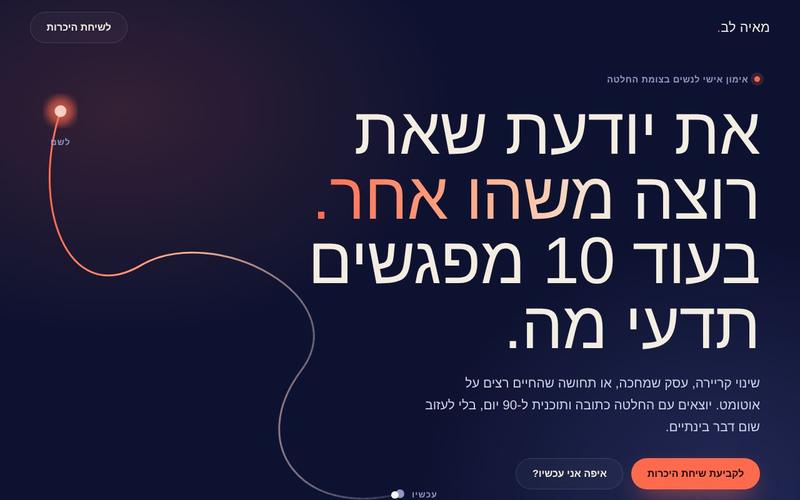 מאיה לב.
לשיחת היכרות
אימון אישי לנשים בצומת החלטה
את יודעת שאת
רוצה משהו אחר.
בעוד 10 מפגשים
תדעי מה.
לשם
שינוי קריירה, עסק שמחכה, או תחושה שהחיים רצים על
אוטומט. יוצאים עם החלטה כתובה ותוכנית ל-90 יום, בלי לעזוב
שום דבר בינתיים.
לקביעת שיחת היכרות
איפה אני עכשיו?
עכשיו